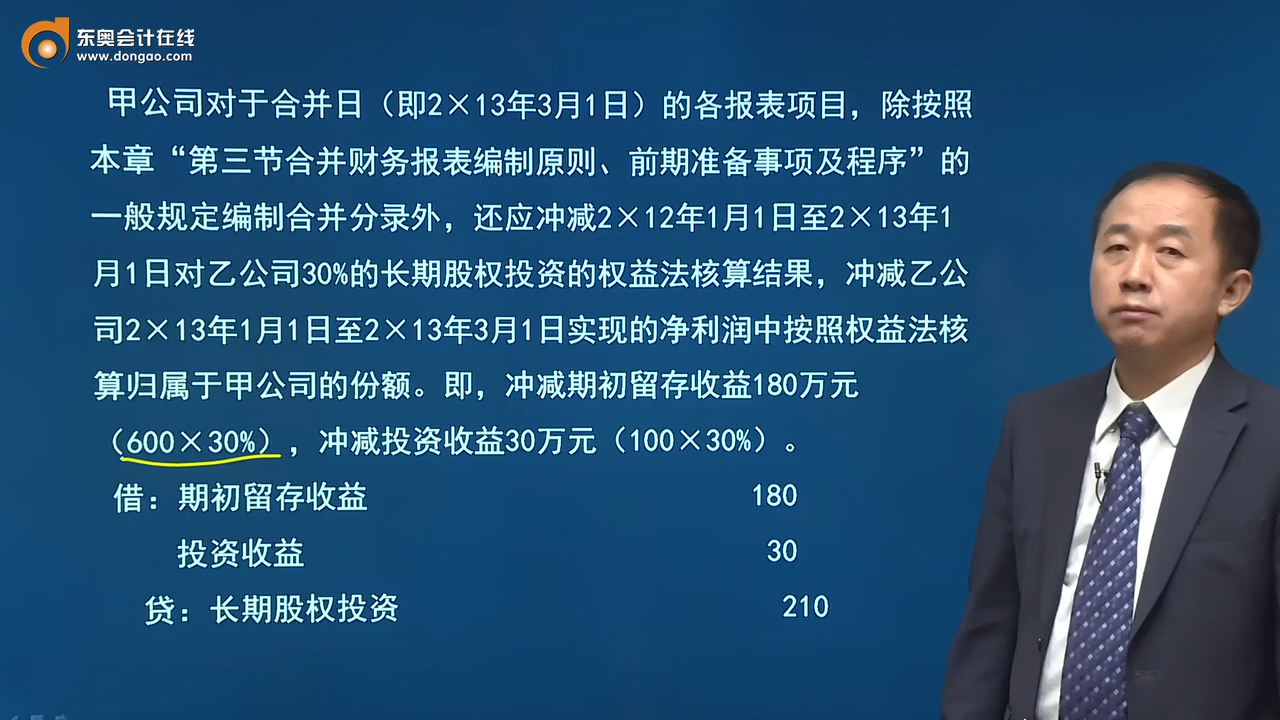 东奥会计在线
www.dongao.com
甲公司对于合并日（即2×13年3月1日）的各报表项目，除按照
本章“第三节合并财务报表编制原则、前期准备事项及程序”的
一般规定编制合并分录外，还应冲减2×12年1月1日至2×13年1
月1日对乙公司30%的长期股权投资的权益法核算结果，冲减乙公
司2×13年1月1日至2×13年3月1日实现的净利润中按照权益法核
算归属于甲公司的份额。即，冲减期初留存收益180万元
（600×30%），冲减投资收益30万元（100×30%）。
借：期初留存收益 180
投资收益 30
贷：长期股权投资 210